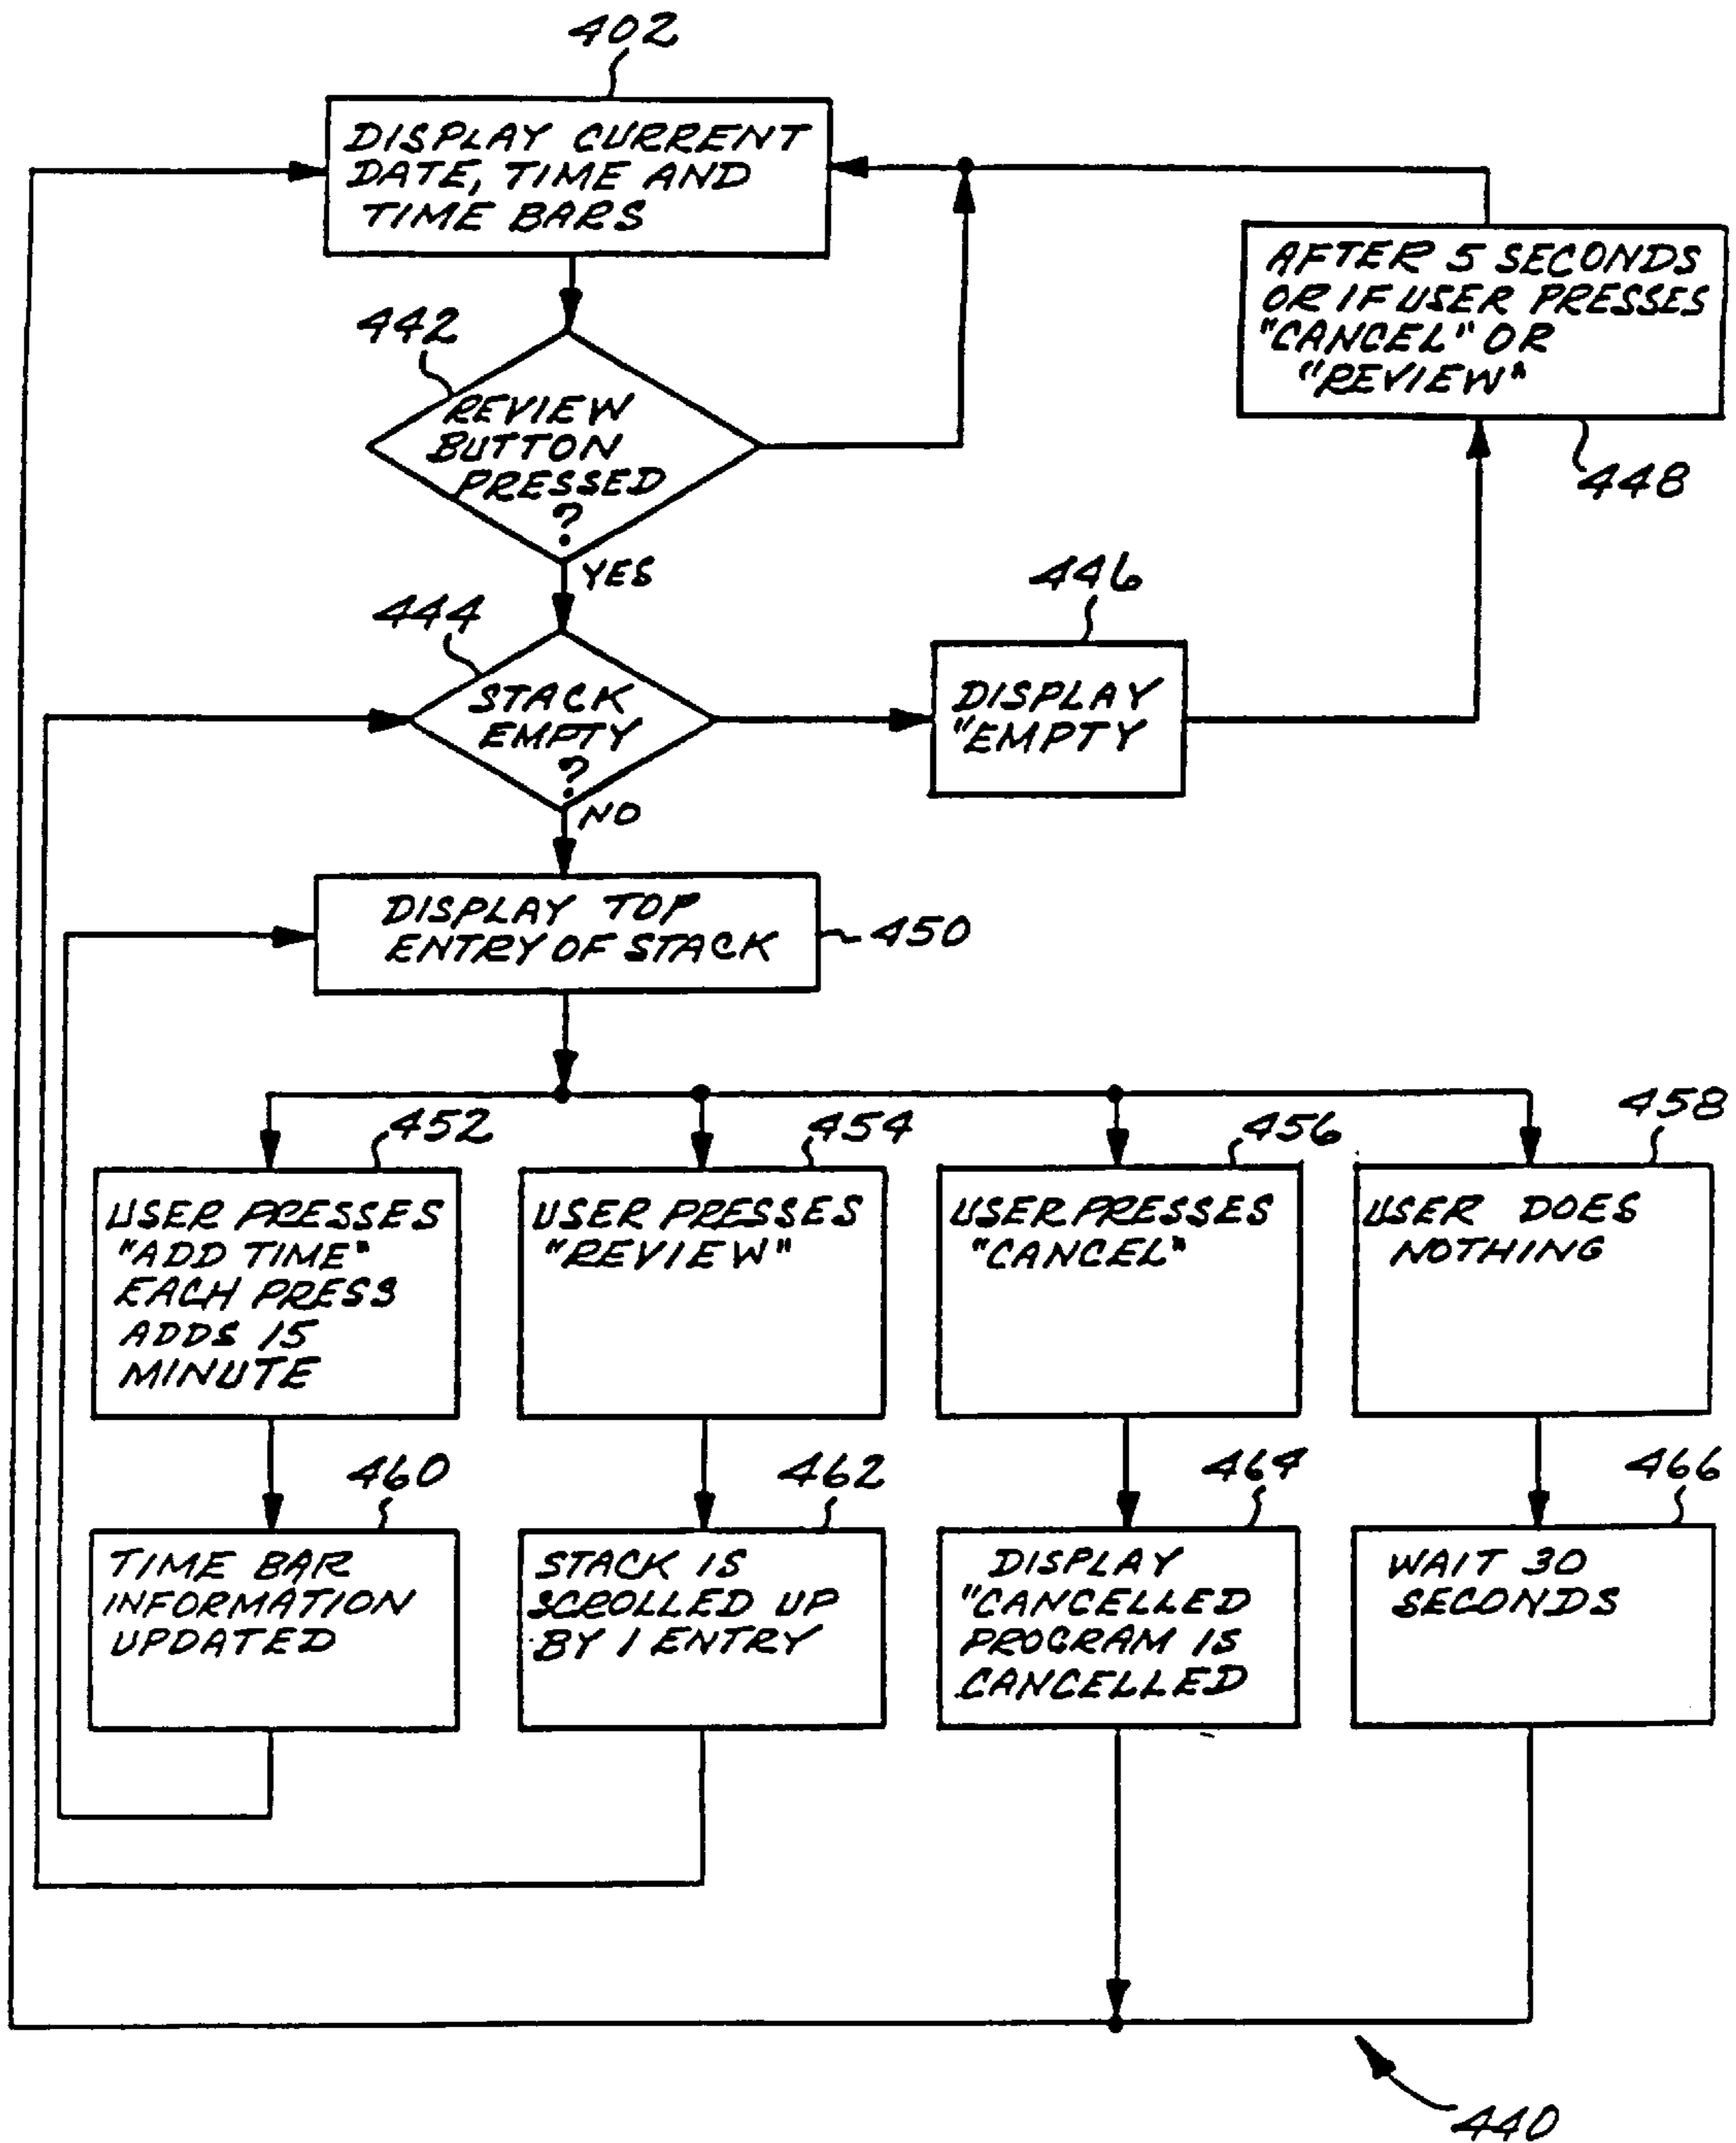 402
DISPLAY CURRENT
DATE, TIME AND
TIME BARS
AFTER 5 SECONDS
OR IF USER PRESSES
"CANCEL" OR
"REVIEW"
448
442
REVIEW
BUTTON
PRESSED
?
YES
444
STACK
EMPTY
?
NO
446
DISPLAY
"EMPTY
DISPLAY TOP
ENTRY OF STACK
450
452
USER PRESSES
"ADD TIME"
EACH PRESS
ADDS 15
MINUTE
454
USER PRESSES
"REVIEW"
456
USER PRESSES
"CANCEL"
458
USER DOES
NOTHING
460
TIME BAR
INFORMATION
UPDATED
462
STACK IS
SCROLLED UP
BY 1 ENTRY
464
DISPLAY
"CANCELLED
PROGRAM IS
CANCELLED
466
WAIT 30
SECONDS
440